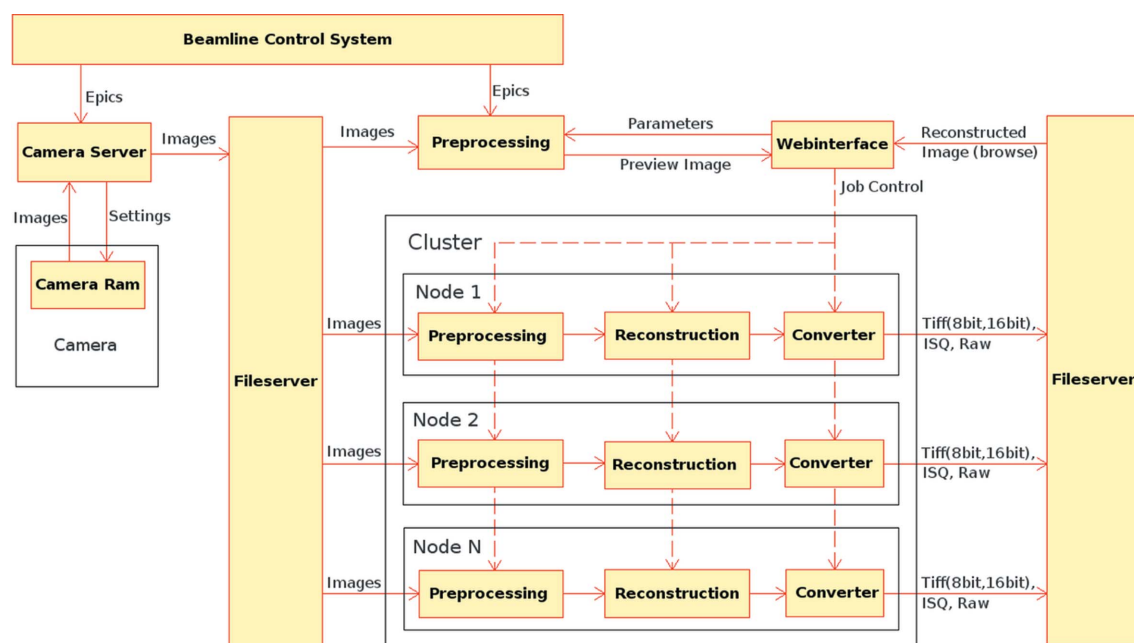 Beamline Control System
Epics
Epics
Camera Server
Images
Images
Preprocessing
Parameters
Preview Image
Webinterface
Reconstructed
Image (browse)
Job Control
Images
Settings
Camera Ram
Camera
Fileserver
Cluster
Node 1
Images
Preprocessing
Reconstruction
Converter
Tiff(8bit,16bit),
ISQ, Raw
Fileserver
Node 2
Images
Preprocessing
Reconstruction
Converter
Tiff(8bit,16bit),
ISQ, Raw
Node N
Images
Preprocessing
Reconstruction
Converter
Tiff(8bit,16bit),
ISQ, Raw